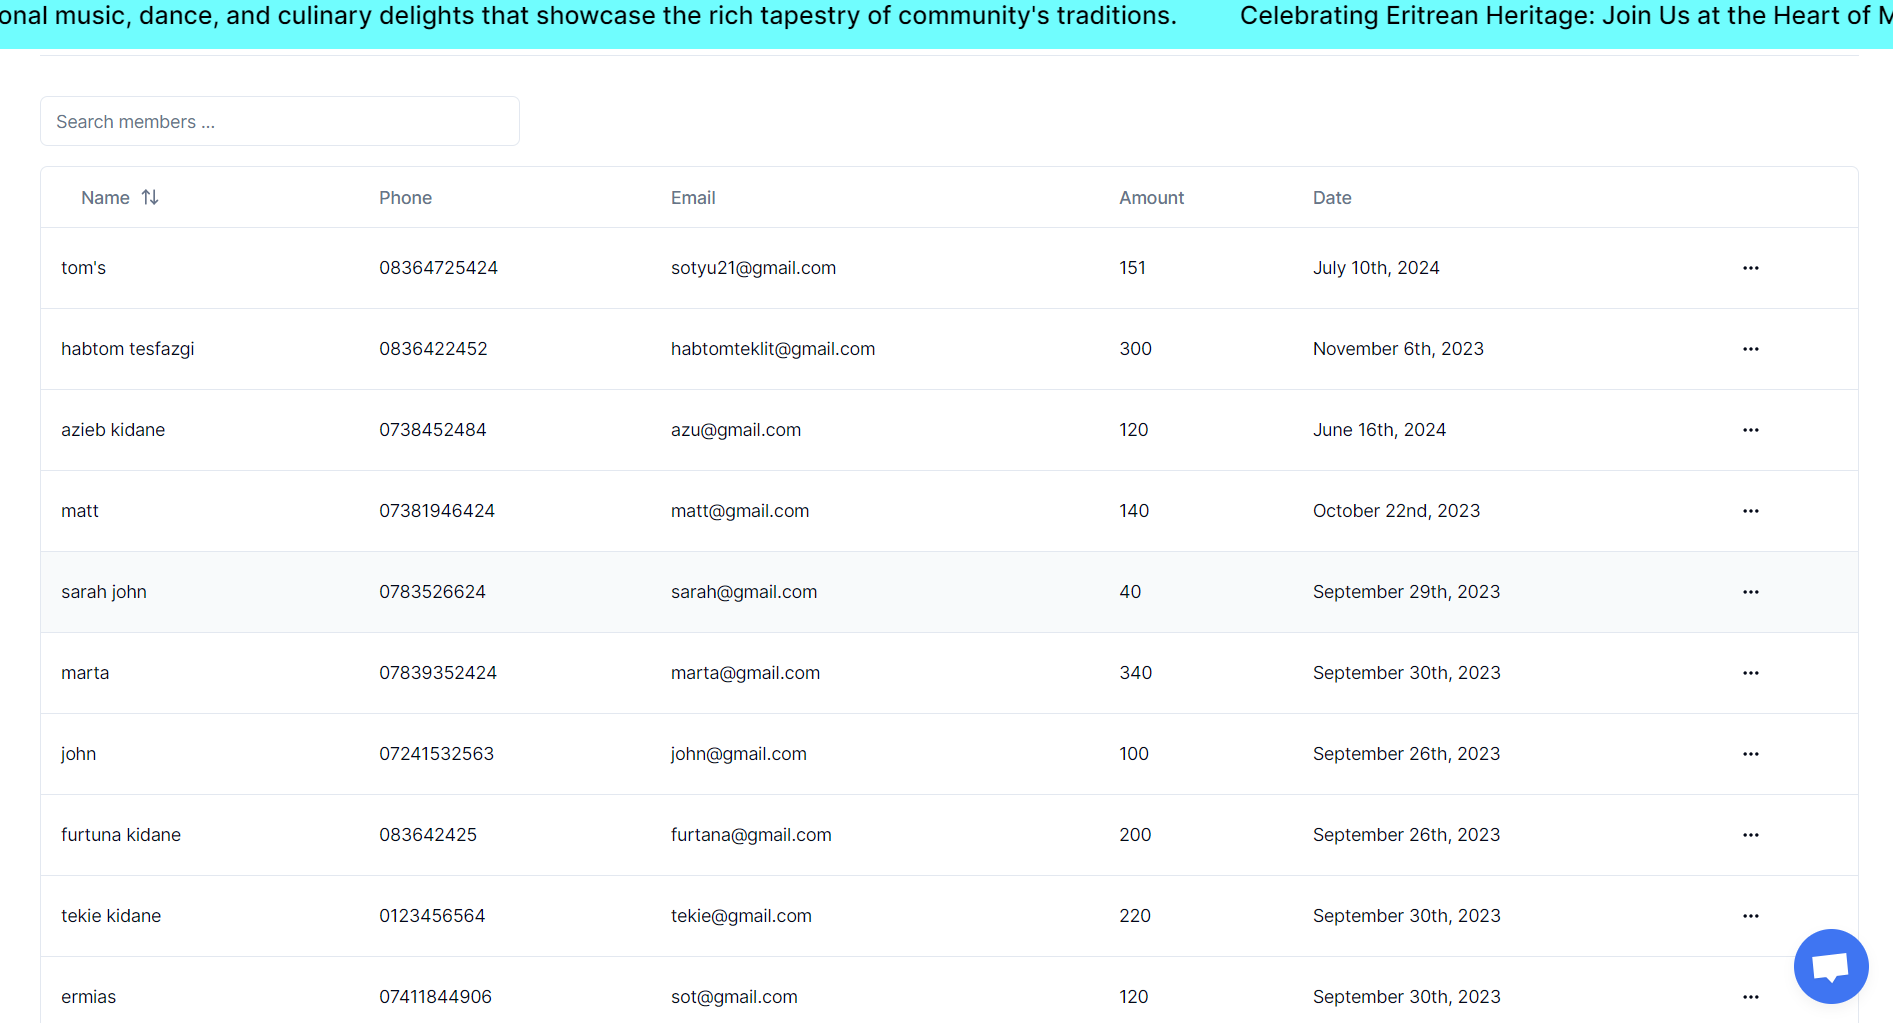 onal music, dance, and culinary delights that showcase the rich tapestry of community's traditions. Celebrating Eritrean Heritage: Join Us at the Heart of
Search members ...
Name Phone Email Amount Date
tom's 08364725424 sotyu21@gmail.com 151 July 10th, 2024 ...
habtom tesfazgi 0836422452 habtomteklit@gmail.com 300 November 6th, 2023 ...
azieb kidane 0738452484 azu@gmail.com 120 June 16th, 2024 ...
matt 07381946424 matt@gmail.com 140 October 22nd, 2023 ...
sarah john 0783526624 sarah@gmail.com 40 September 29th, 2023 ...
marta 07839352424 marta@gmail.com 340 September 30th, 2023 ...
john 07241532563 john@gmail.com 100 September 26th, 2023 ...
furtuna kidane 083642425 furtana@gmail.com 200 September 26th, 2023 ...
tekie kidane 0123456564 tekie@gmail.com 220 September 30th, 2023 ...
ermias 07411844906 sot@gmail.com 120 September 30th, 2023 ...